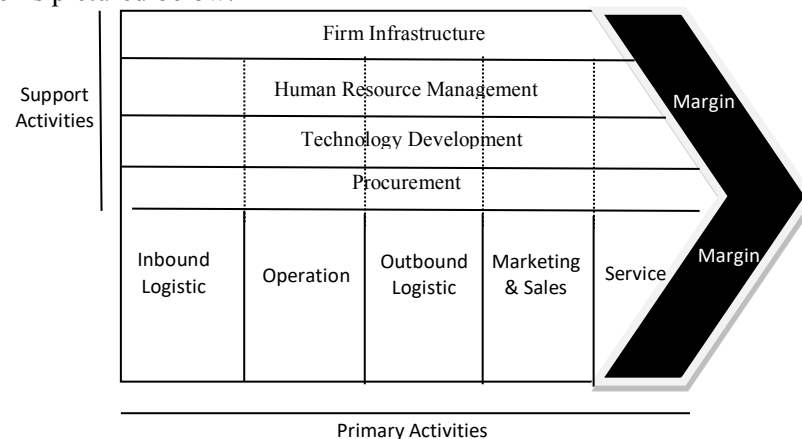 Firm Infrastructure
Support
Activities
Human Resource Management
Margin
Technology Development
Procurement
Inbound
Logistic
Operation
Outbound
Logistic
Marketing
& Sales
Service
Margin
Primary Activities